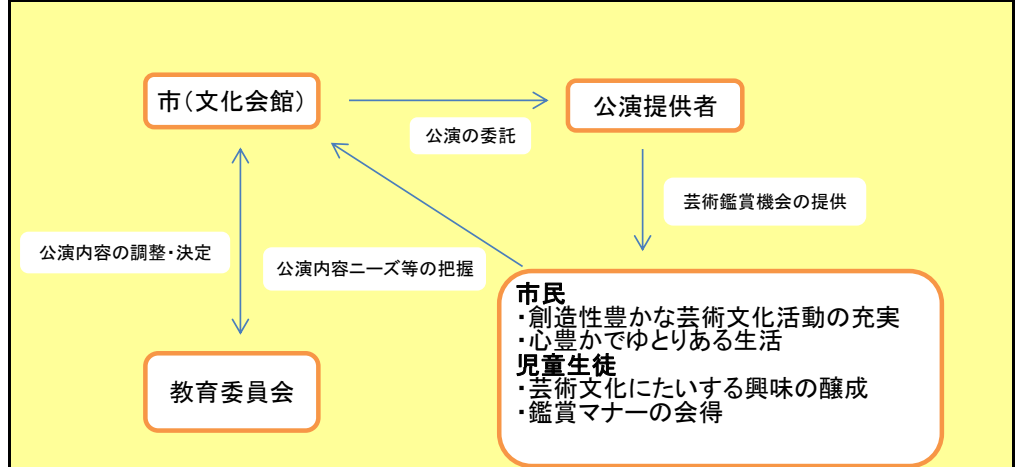 市(文化会館)
公演提供者
公演の委託
芸術鑑賞機会の提供
公演内容の調整・決定
公演内容ニーズ等の把握
市民
・創造性豊かな芸術文化活動の充実
・心豊かでゆとりある生活
児童生徒
・芸術文化にたいする興味の醸成
・鑑賞マナーの会得
教育委員会